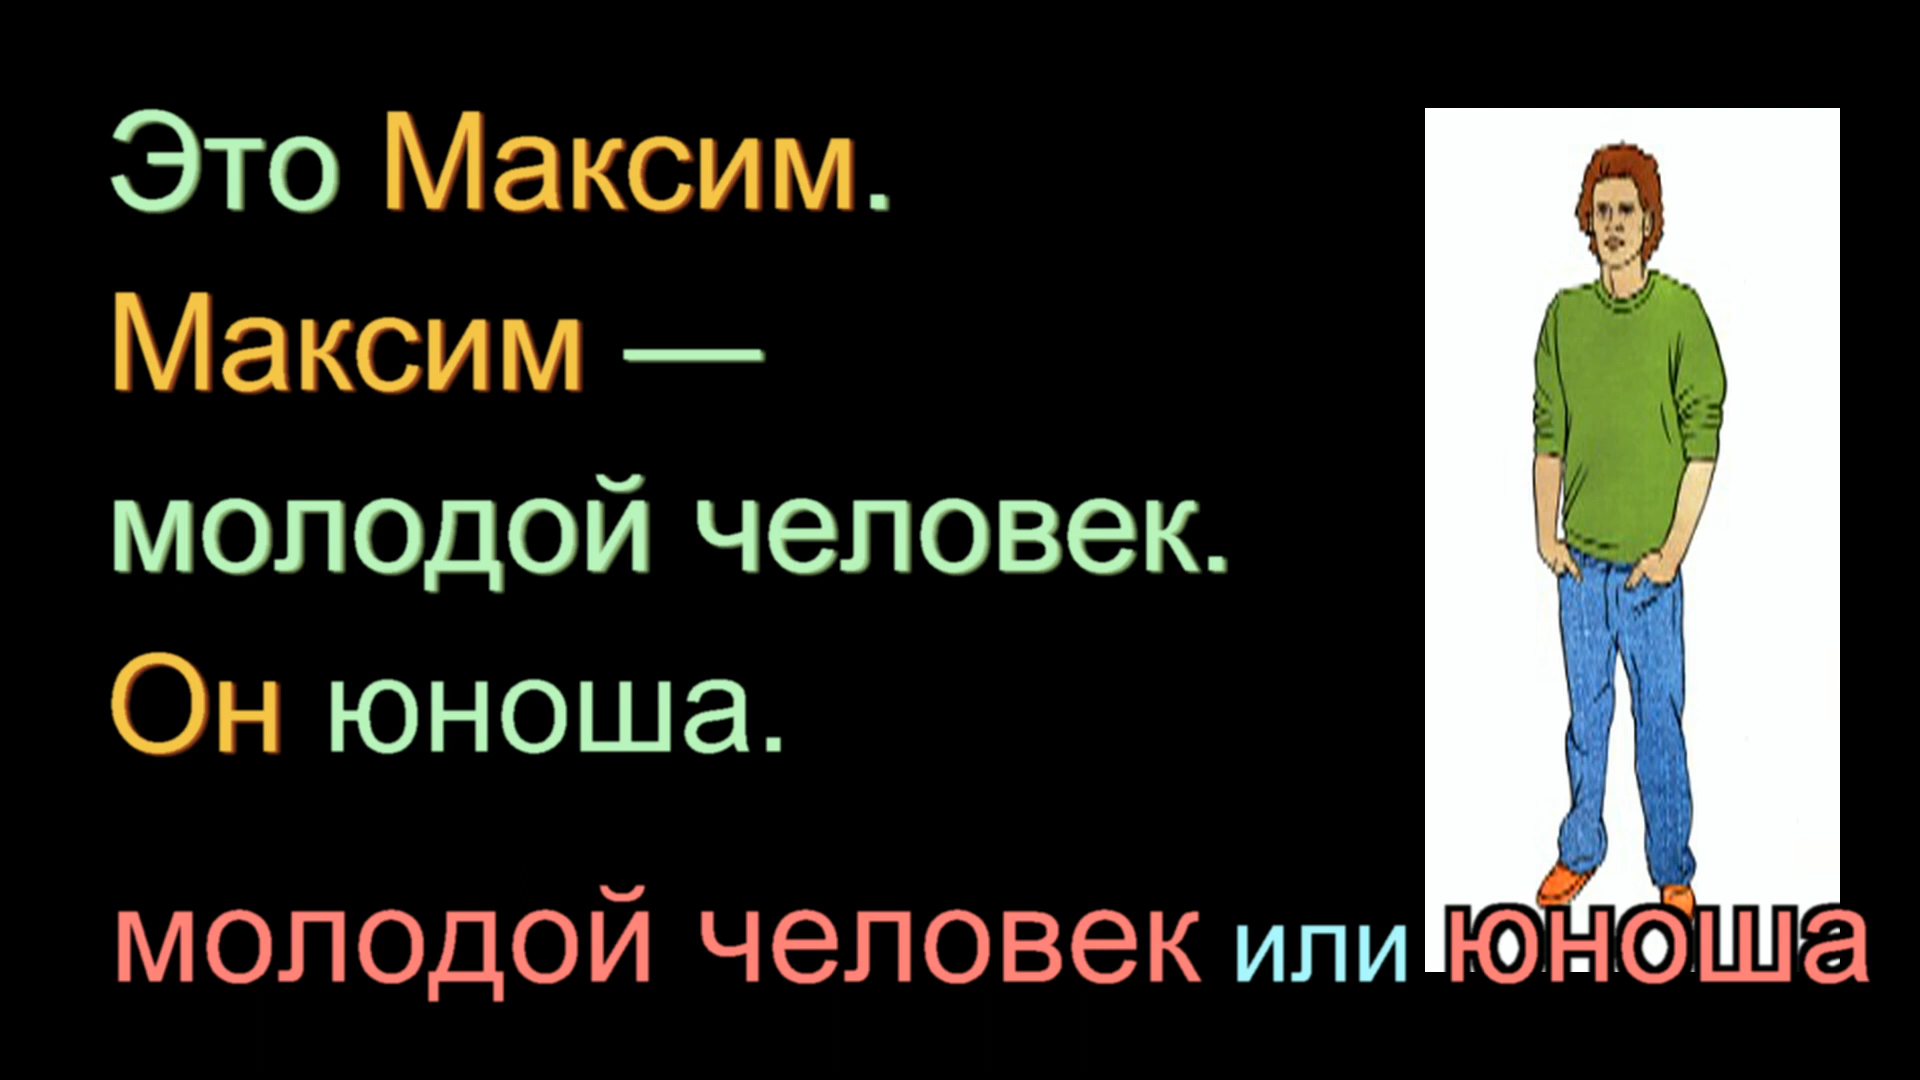 Это Максим.
Максим —
молодой человек.
Он юноша.
молодой человек или юноша